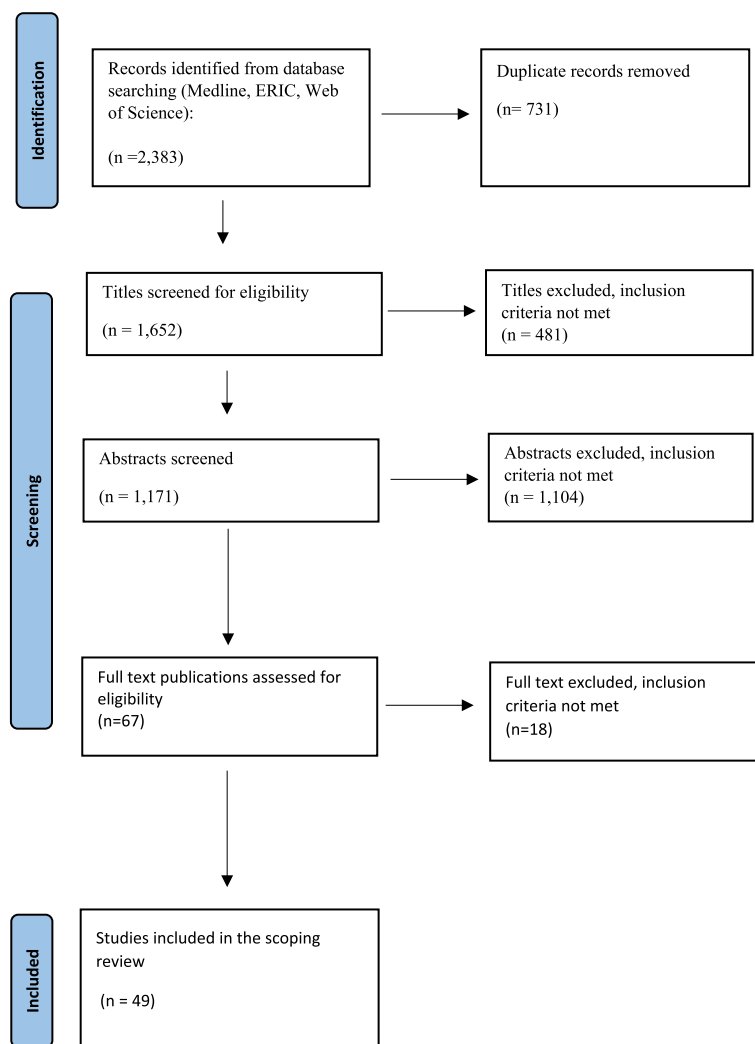 Identification
Records identified from database
searching (Medline, ERIC, Web
of Science):
(n =2,383)
Duplicate records removed
(n= 731)
Screening
Titles screened for eligibility
(n = 1,652)
Titles excluded, inclusion
criteria not met
(n = 481)
Abstracts screened
(n = 1,171)
Abstracts excluded, inclusion
criteria not met
(n = 1,104)
Full text publications assessed for
eligibility
(n=67)
Full text excluded, inclusion
criteria not met
(n=18)
Included
Studies included in the scoping
review
(n = 49)